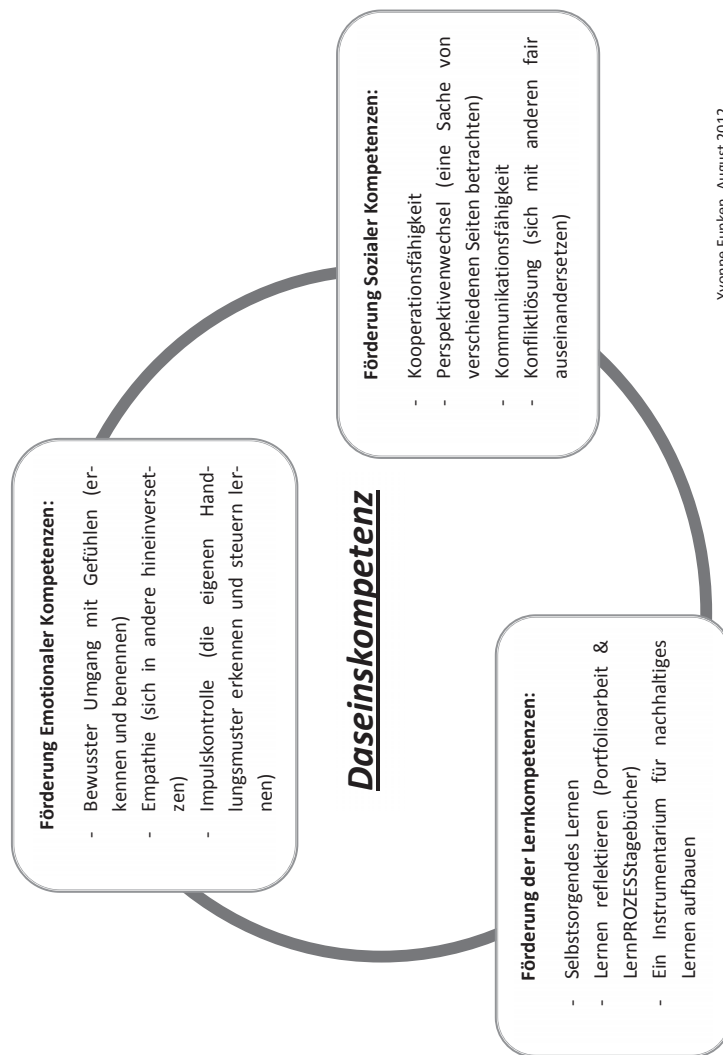 Förderung Emotionaler Kompetenzen:
- Bewusster Umgang mit Gefühlen (er-
kennen und benennen)
- Empathie (sich in andere hineinverset-
zen)
- Impulskontrolle (die eigenen Hand-
lungsmuster erkennen und steuern ler-
nen)
Daseinskompetenz
Förderung der Lernkompetenzen:
- Selbstsorgendes Lernen
- Lernen reflektieren (Portfolioarbeit &
LernPROZESStagebücher)
- Ein Instrumentarium für nachhaltiges
Lernen aufbauen
Förderung Sozialer Kompetenzen:
- Kooperationsfähigkeit
- Perspektivenwechsel (eine Sache von
verschiedenen Seiten betrachten)
- Kommunikationsfähigkeit
- Konfliktlösung (sich mit anderen fair
auseinandersetzen)
Yvonne Funken, August 2012